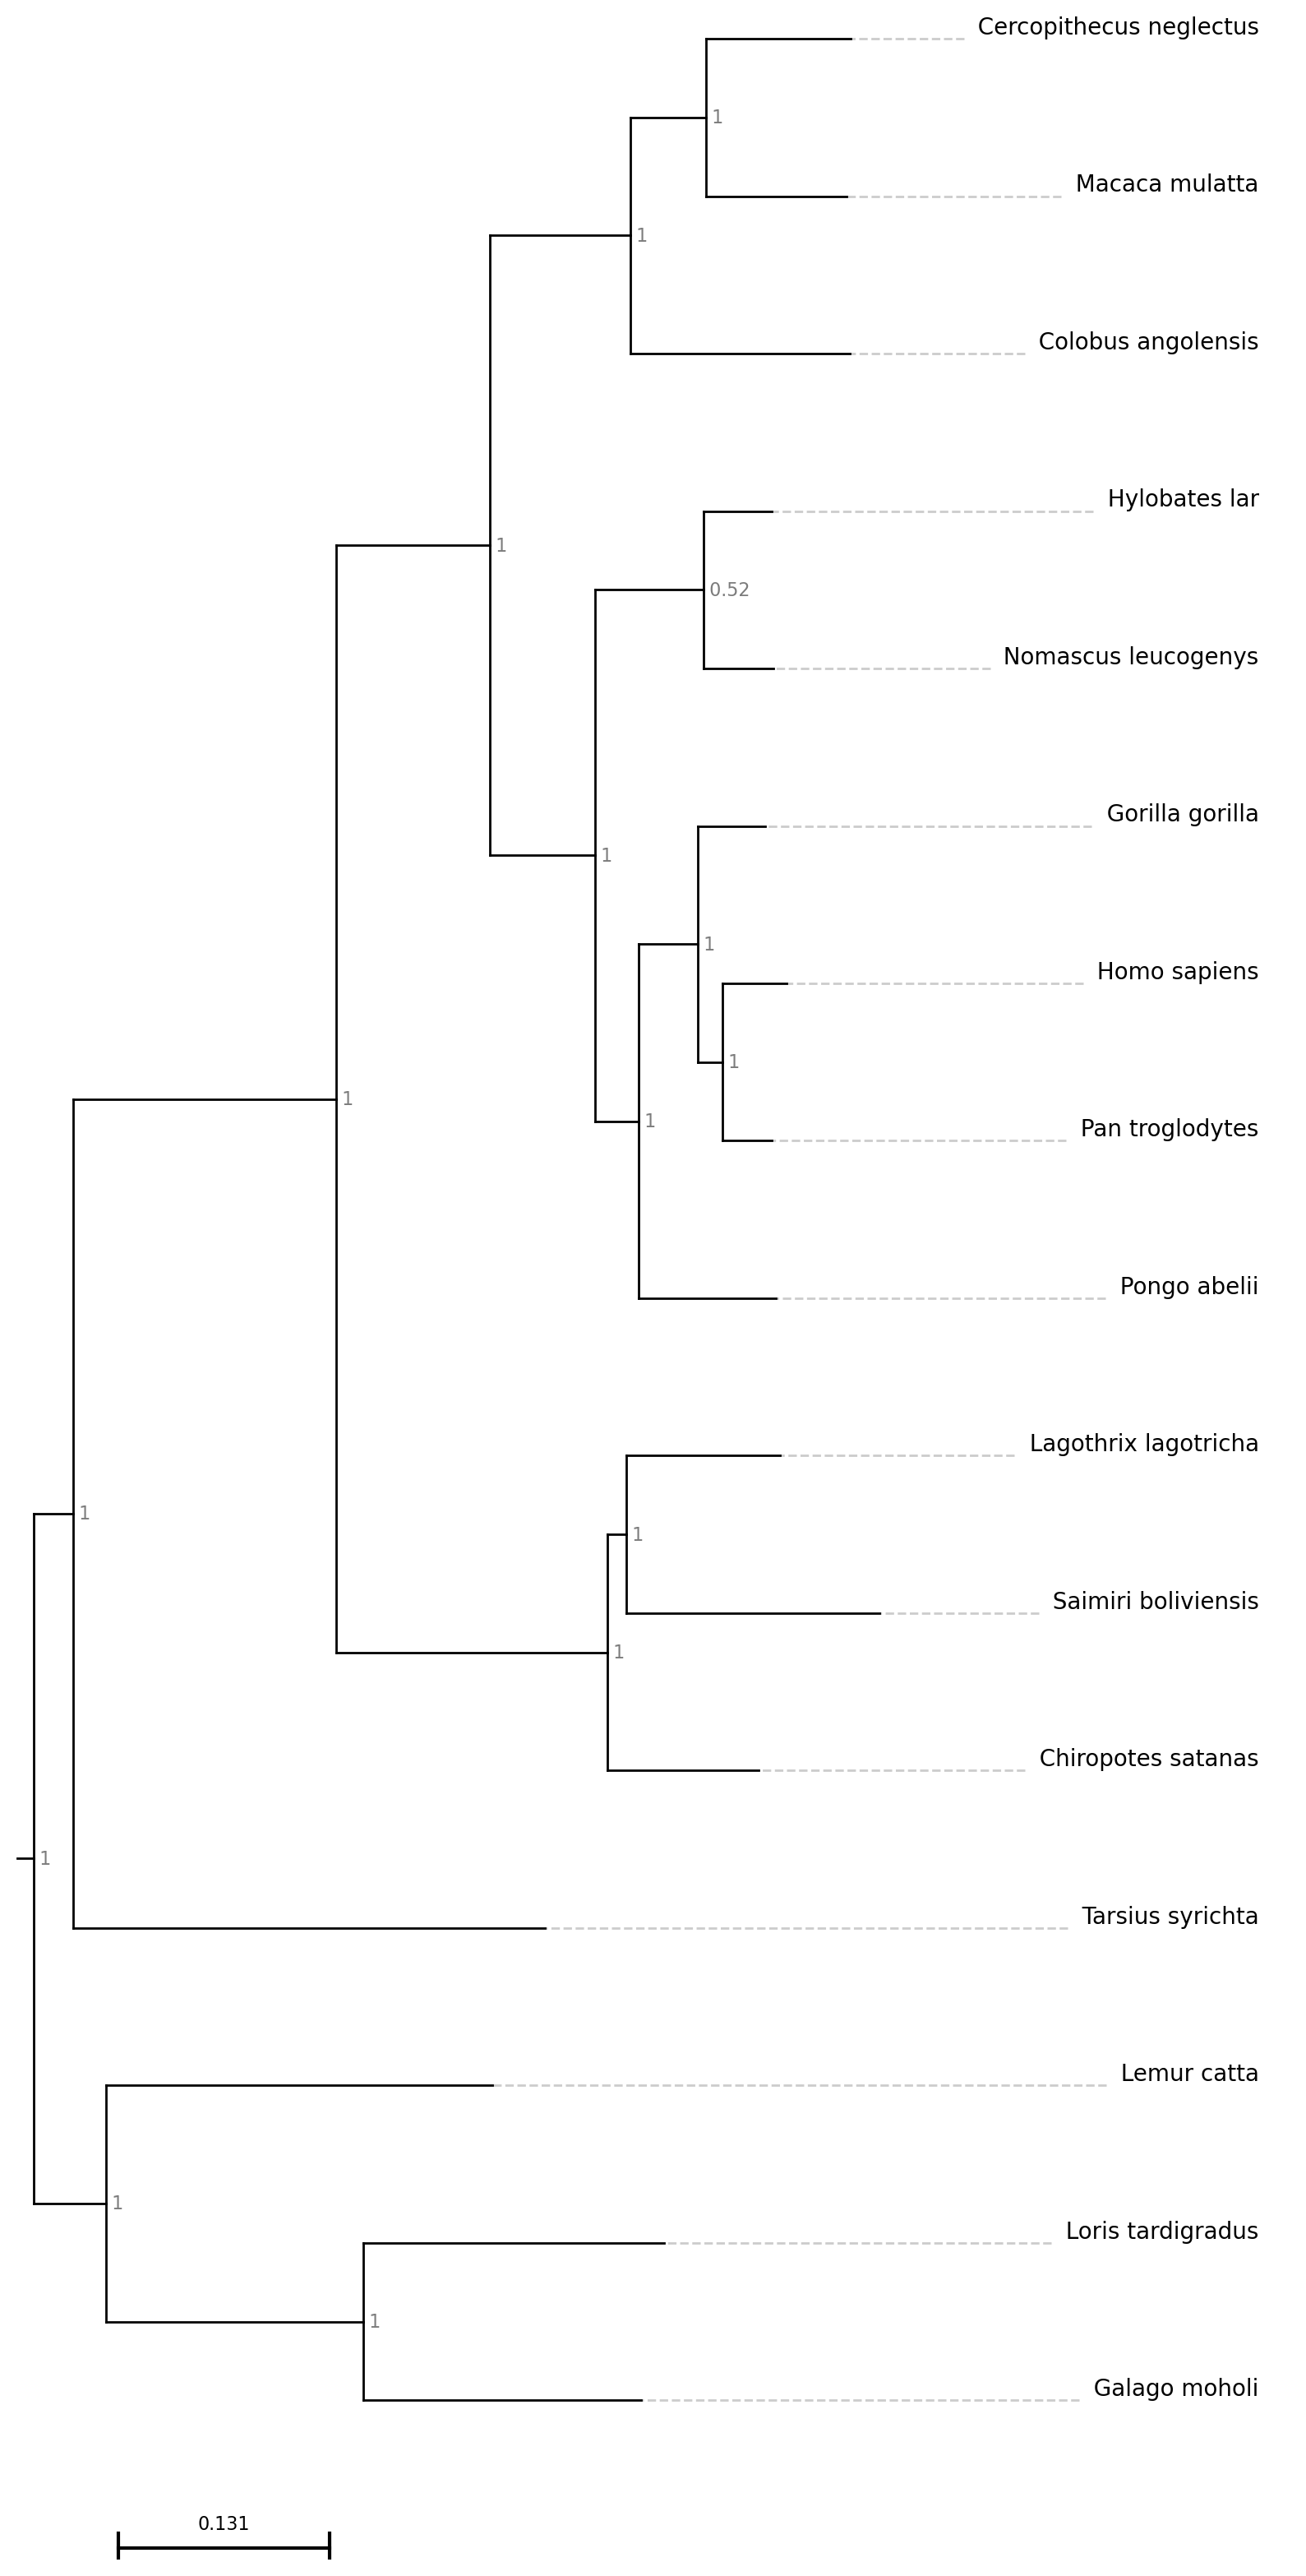 Cercopithecus neglectus
1
Macaca mulatta
1
Colobus angolensis
Hylobates lar
1
0.52
Nomascus leucogenys
Gorilla gorilla
1
1
Homo sapiens
1
1
1
Pan troglodytes
Pongo abelii
Lagothrix lagotricha
1
1
Saimiri boliviensis
1
Chiropotes satanas
1
Tarsius syrichta
Lemur catta
1
Loris tardigradus
1
Galago moholi
0.131